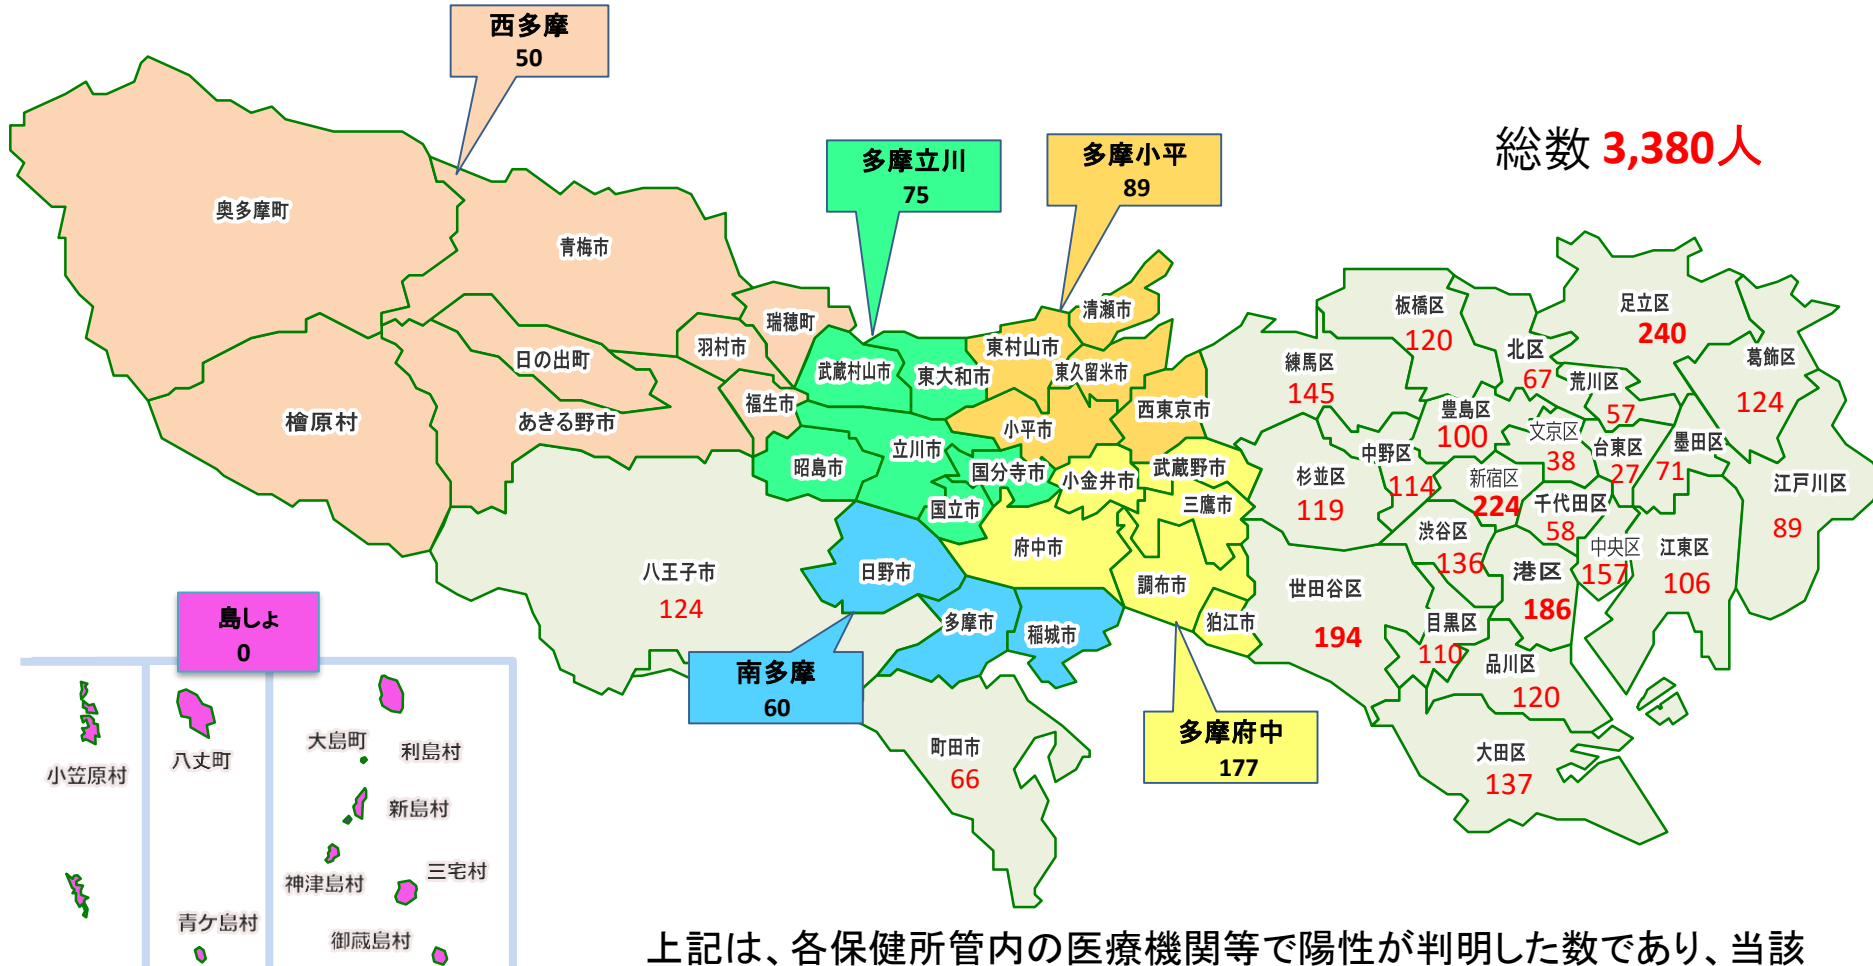 西多摩
50
多摩立川
75
多摩小平
89
総数 3,380人
奥多摩町
青梅市
瑞穂町
羽村市
日の出町
福生市
檜原村
あきる野市
清瀬市
東村山市
武蔵村山市
東大和市
東久留米市
西東京市
小平市
立川市
昭島市
国分寺市
小金井市
武蔵野市
国立市
三鷹市
府中市
調布市
狛江市
八王子市
124
日野市
多摩市
稲城市
南多摩
60
多摩府中
177
町田市
66
板橋区
120
足立区
240
北区
67
葛飾区
124
練馬区
145
荒川区
57
豊島区
100
文京区
38
台東区
27
墨田区
71
中野区
114
杉並区
119
新宿区
224
千代田区
58
江戸川区
89
渋谷区
136
中央区
157
江東区
106
港区
186
世田谷区
194
目黒区
110
品川区
120
大田区
137
島しょ
0
小笠原村
八丈町
大島町
利島村
新島村
神津島村
三宅村
青ケ島村
御蔵島村
上記は、各保健所管内の医療機関等で陽性が判明した数であり、当該